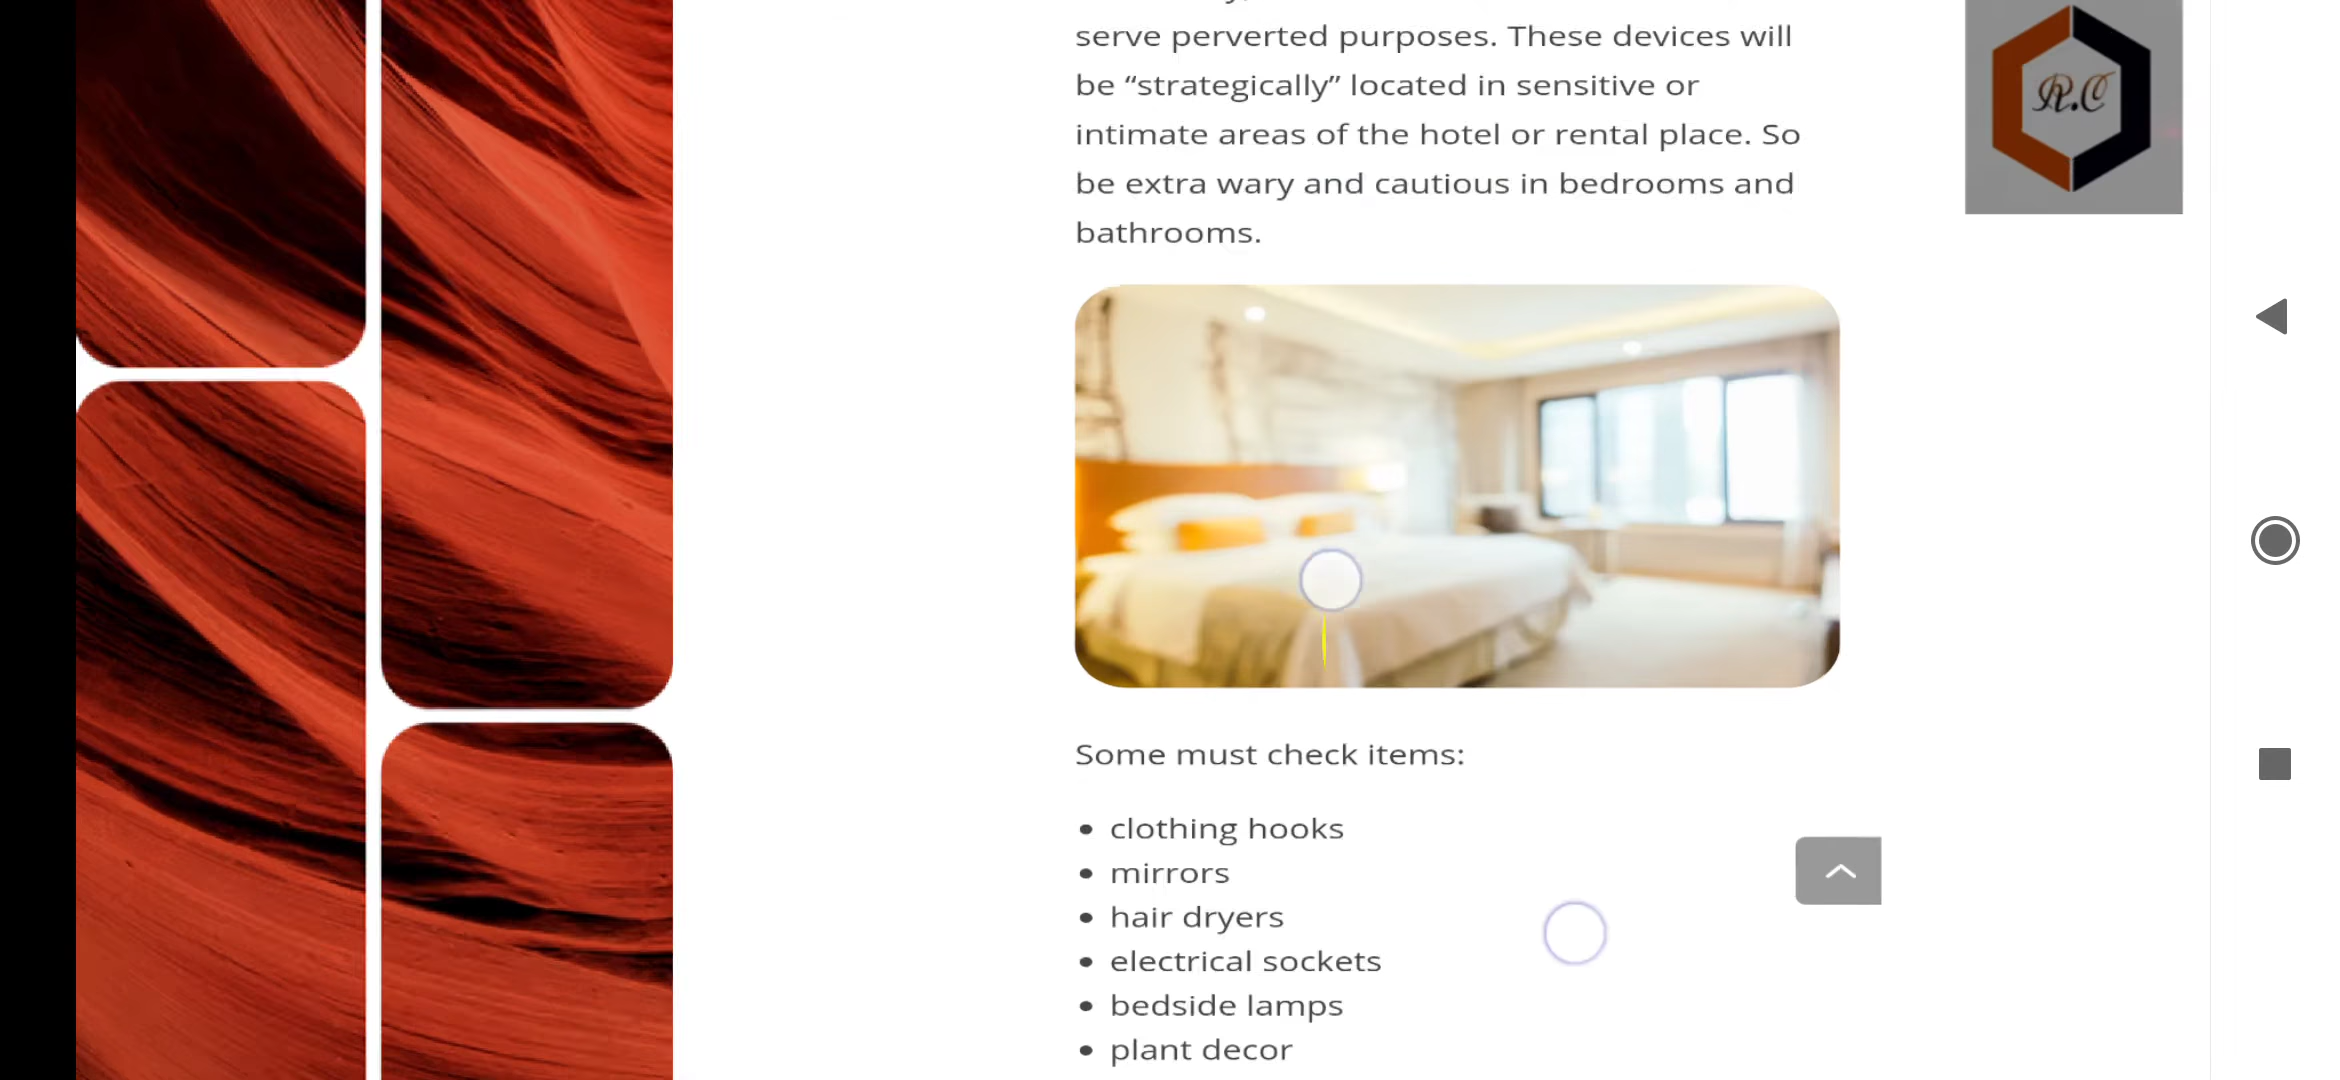 serve perverted purposes. These devices will
be “strategically” located in sensitive or
intimate areas of the hotel or rental place. So
be extra wary and cautious in bedrooms and
bathrooms.
R.C
Some must check items:
• clothing hooks
• mirrors
• hair dryers
• electrical sockets
• bedside lamps
• plant decor